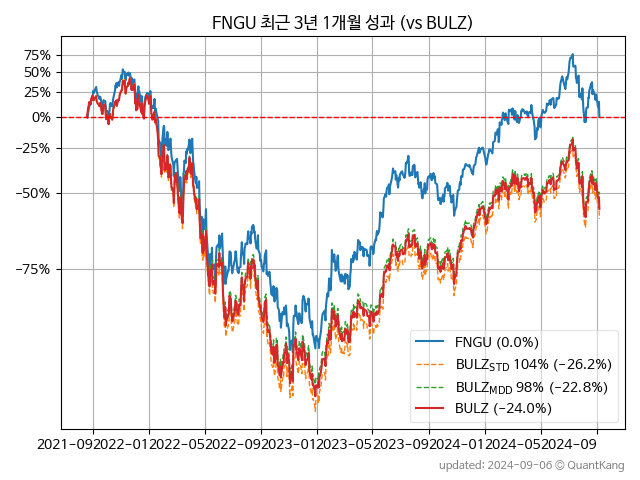 FNGU 최근 3년 1개월 성과 (vs BULZ)
75%
50%
25%
0%
−25%
−50%
−75%
FNGU (0.0%)
BULZSTD 104% (−26.2%)
BULZMDD 98% (−22.8%)
BULZ (−24.0%)
2021-09 2022-01 2022-05 2022-09 2023-01 2023-05 2023-09 2024-01 2024-05 2024-09
updated: 2024-09-06 © QuantKang